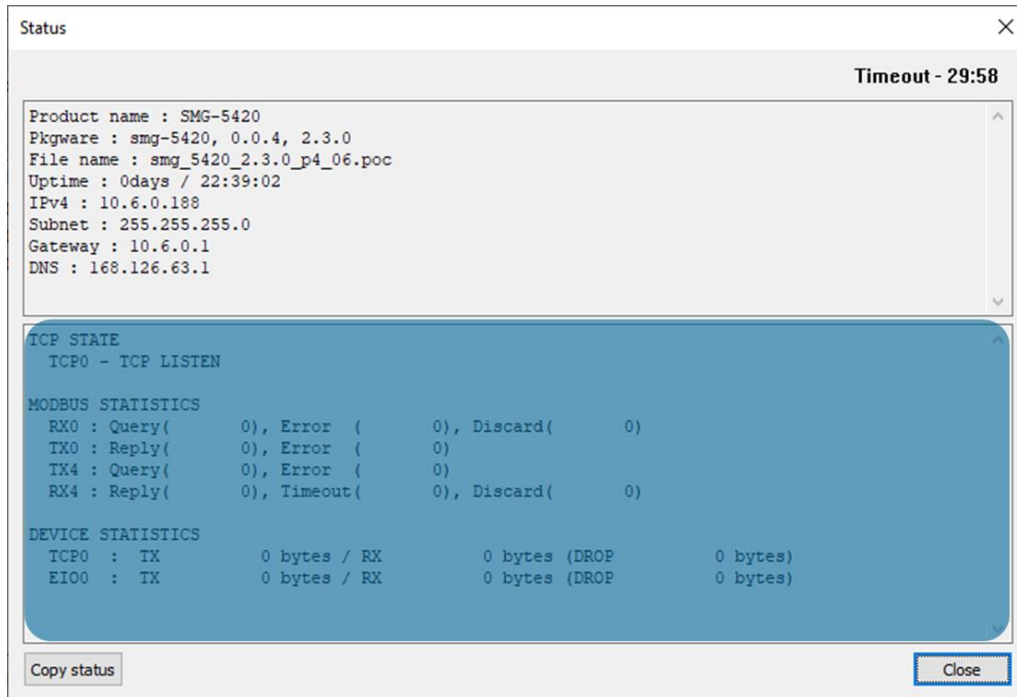 Status
Timeout - 29:58
Product name : SMG-5420
Pkgware : smg-5420, 0.0.4, 2.3.0
File name : smg_5420_2.3.0_p4_06.poc
Uptime : 0days / 22:39:02
IPv4 : 10.6.0.188
Subnet : 255.255.255.0
Gateway : 10.6.0.1
DNS : 168.126.63.1
TCP STATE
TCP0 - TCP LISTEN
MODBUS STATISTICS
RX0 : Query(       0), Error  (       0), Discard(       0)
TX0 : Reply(       0), Error  (       0)
TX4 : Query(       0), Error  (       0)
RX4 : Reply(       0), Timeout(       0), Discard(       0)
DEVICE STATISTICS
TCP0  :  TX          0 bytes / RX          0 bytes (DROP          0 bytes)
EIO0  :  TX          0 bytes / RX          0 bytes (DROP          0 bytes)
Copy status
Close